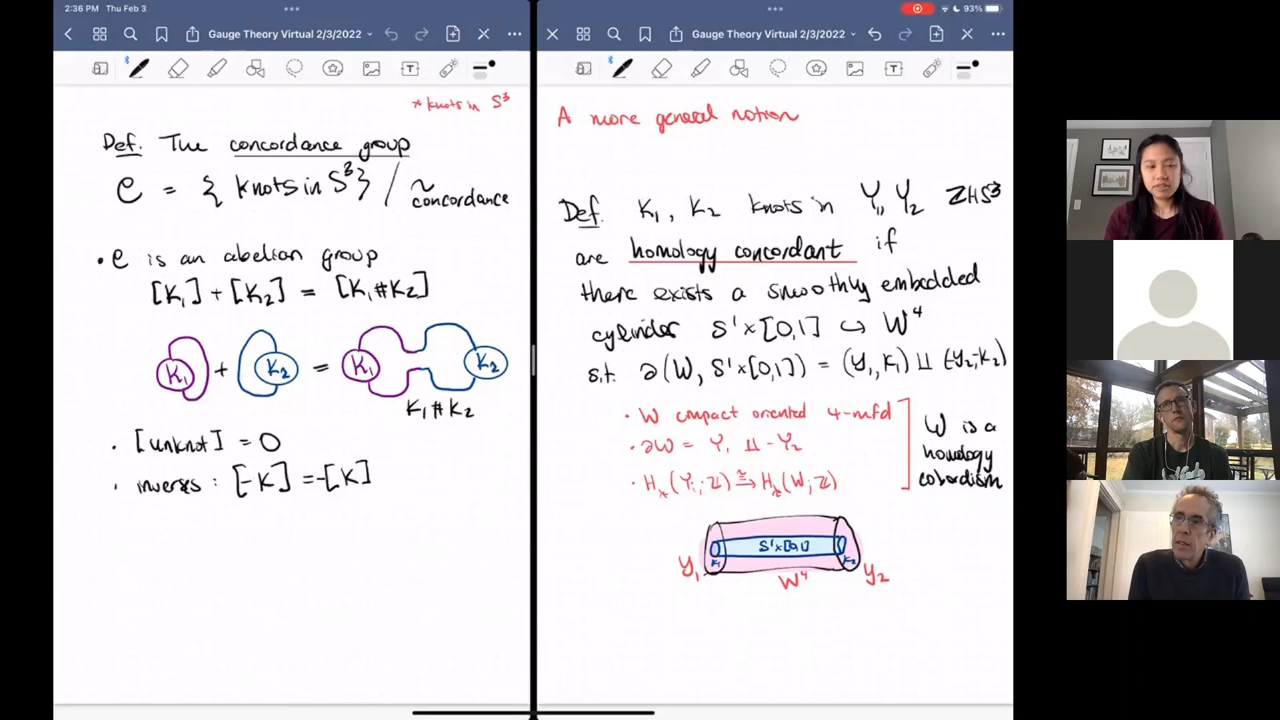 2:36 PM Thu Feb 3
Gauge Theory Virtual 2/3/2022
* knots in S³
Def. The concordance group
C = { knots in S³} / ~ concordance
• C is an abelian group
[K₁] + [K₂] = [K₁#K₂]
K₁ + K₂ = K₁ K₂
K₁ # K₂
• [unknot] = 0
• inverses : [-K] = -[K]
93%
Gauge Theory Virtual 2/3/2022
A more general notion
Def. K₁, K₂ knots in Y₁, Y₂ ZHS³
are homology concordant if
there exists a smoothly embedded
cylinder S¹×[0,1] ↪ W⁴
s.t. ∂(W, S¹×[0,1]) = (Y₁, K₁) ⨿ (-Y₂,-K₂)
• W compact oriented 4-mfd
• ∂W = Y₁ ⨿ -Y₂
• H_*(Yᵢ;Z) ≅→ H_*(W;Z)
W is a
homology
cobordism
K₁ S¹×[0,1] K₂
Y₁ W⁴ Y₂